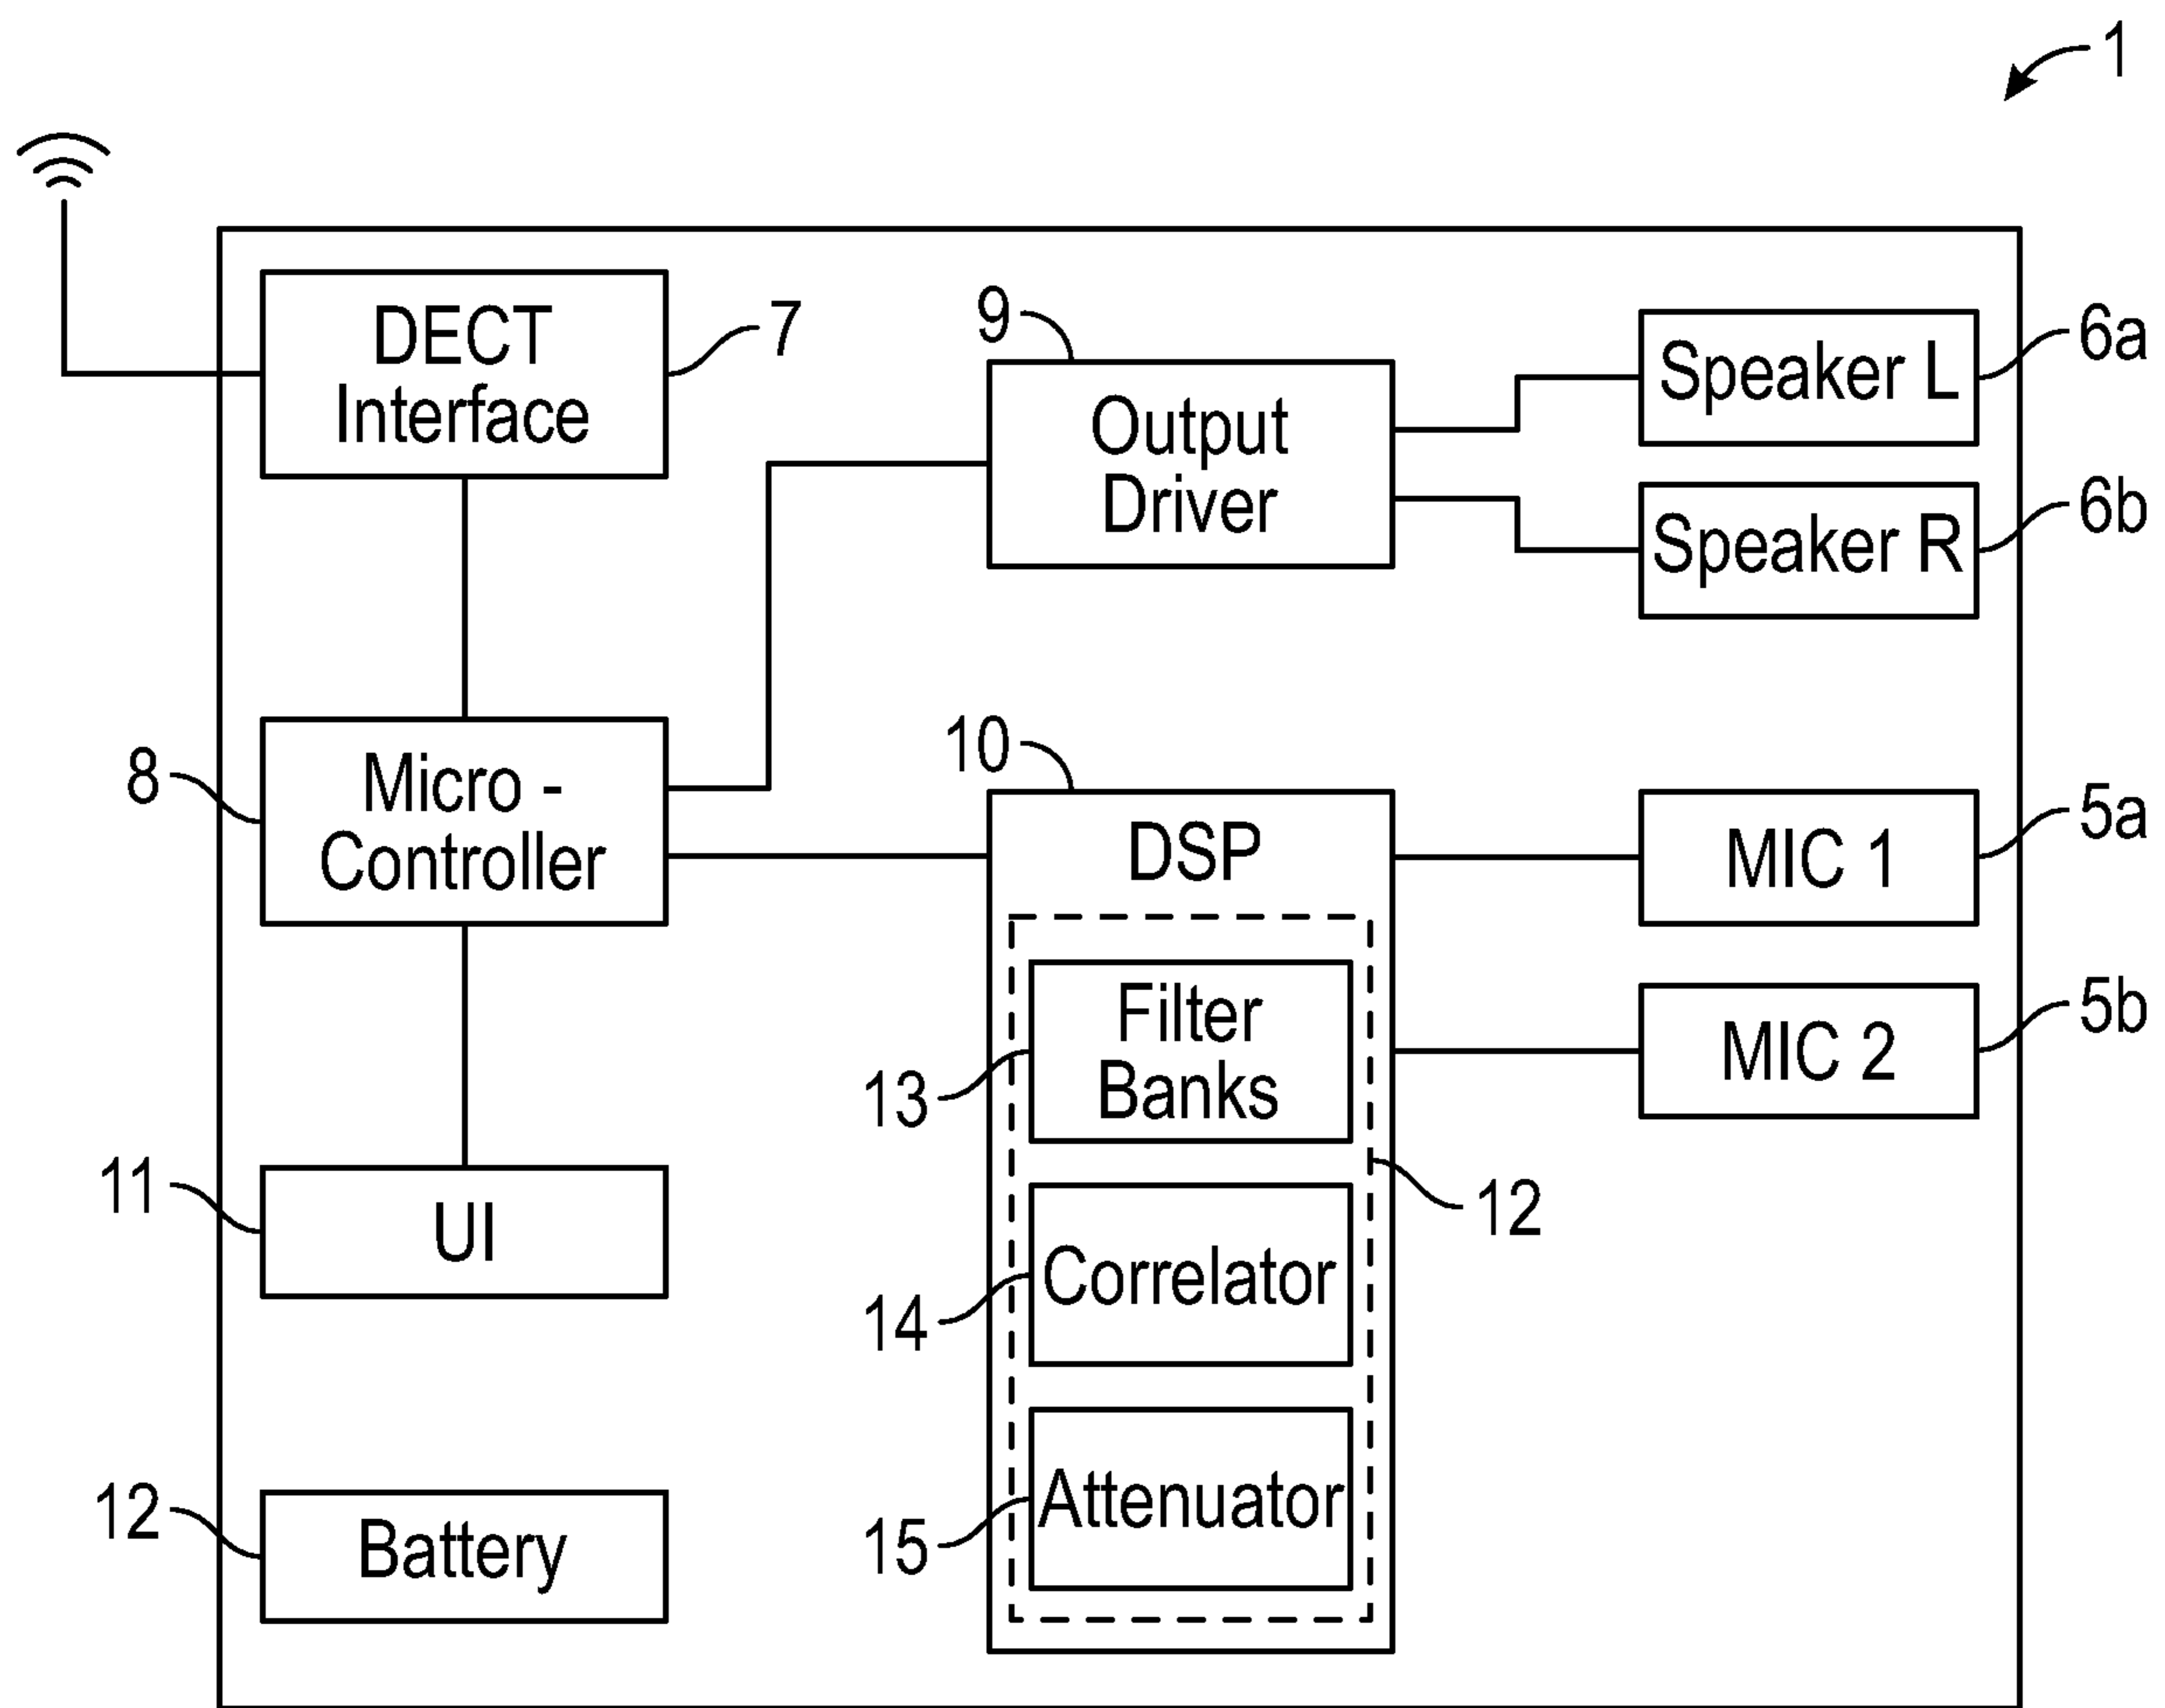 1
DECT
Interface
7
9
Output
Driver
Speaker L
6a
Speaker R
6b
8
Micro -
Controller
10
DSP
MIC 1
5a
MIC 2
5b
Filter
Banks
13
12
11
UI
Correlator
14
Attenuator
15
12
Battery